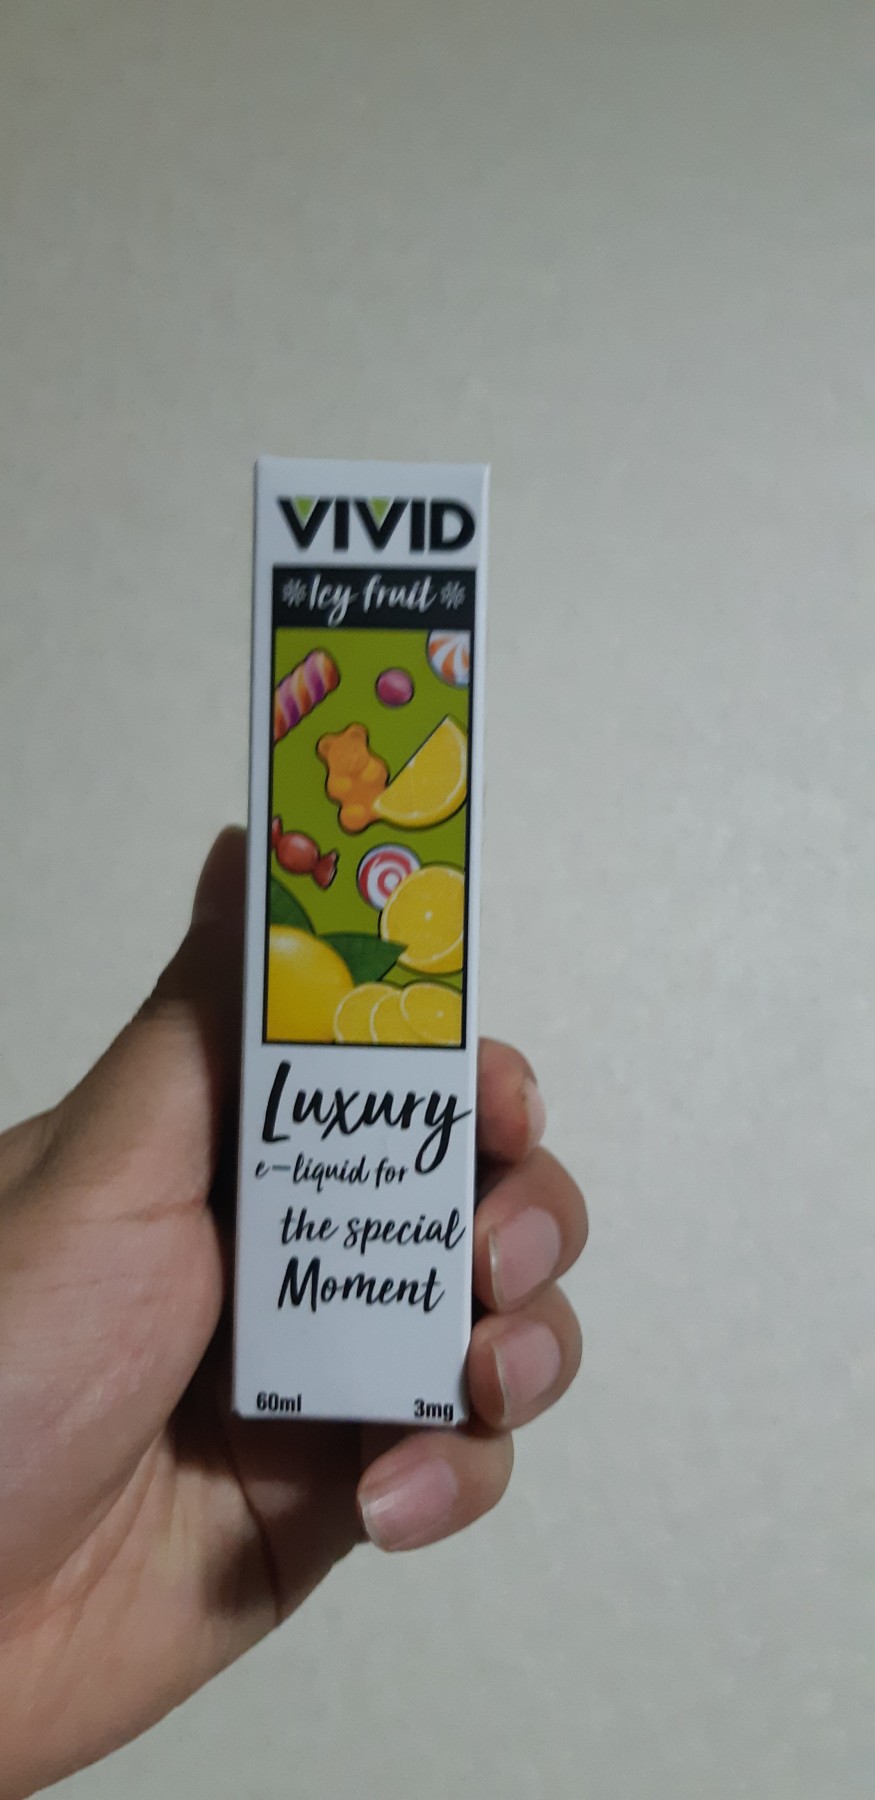 VIVID
Icy fruit
Luxury
e-liquid for
the special
Moment
60ml 3mg